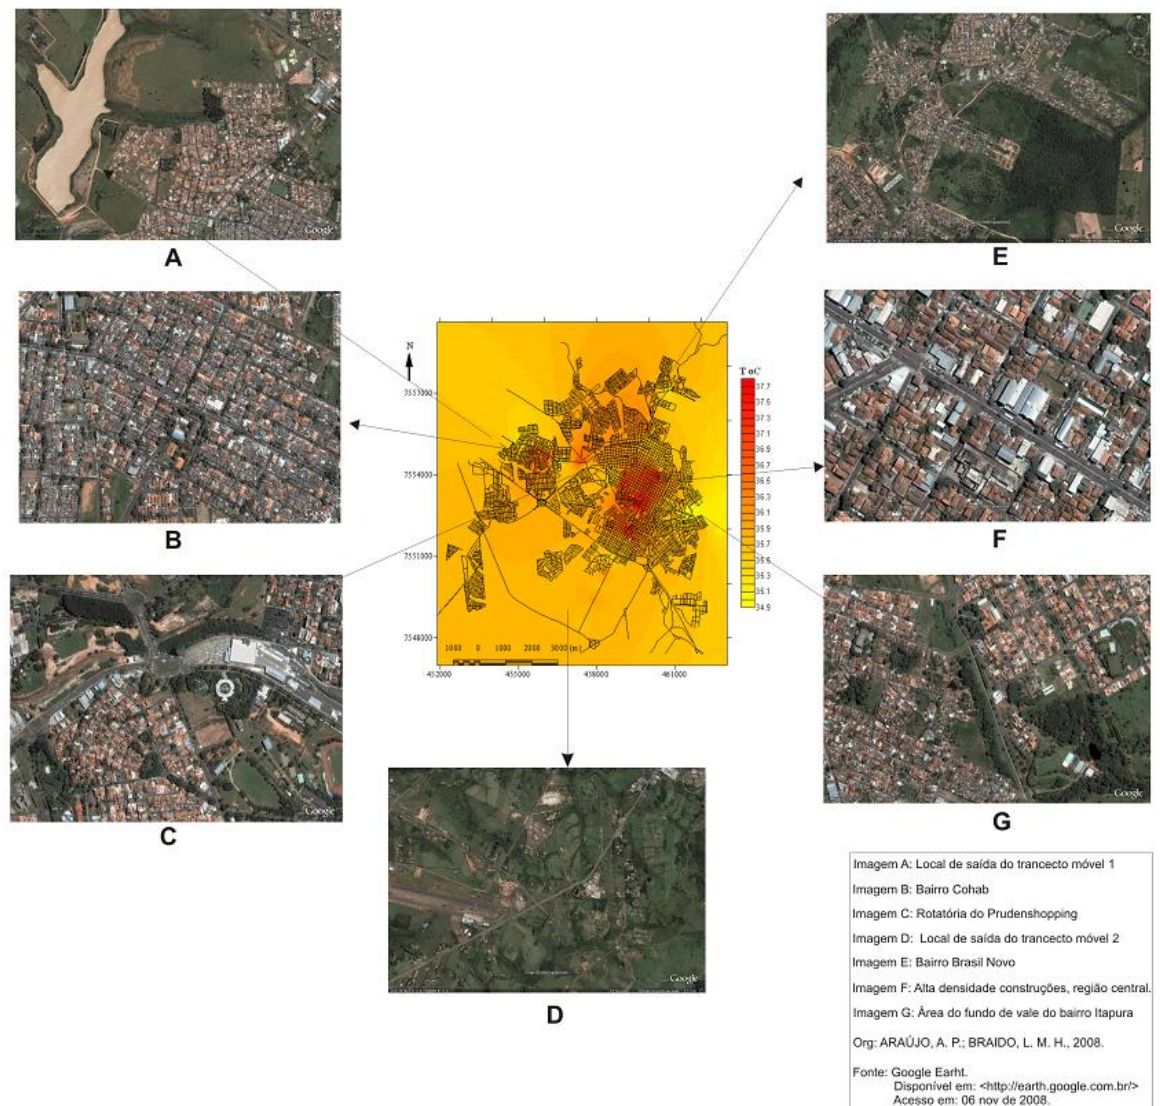 Google
A
E
B
F
N
T oC
7557000
7554000
7551000
7548000
1000 0 1000 2000 3000 (m)
452000
455000
458000
461000
37.7
37.5
37.3
37.1
36.9
36.7
36.5
36.3
36.1
35.9
35.7
35.5
35.3
35.1
34.9
Google
Google
C
Google
D
Google
G
Imagem A: Local de saída do trancecto móvel 1
Imagem B: Bairro Cohab
Imagem C: Rotatória do Prudenshopping
Imagem D: Local de saída do trancecto móvel 2
Imagem E: Bairro Brasil Novo
Imagem F: Alta densidade construções, região central.
Imagem G: Área do fundo de vale do bairro Itapura
Org: ARAÚJO, A. P.; BRAIDO, L. M. H., 2008.
Fonte: Google Earht.
Disponível em: <http://earth.google.com.br/>
Acesso em: 06 nov de 2008.